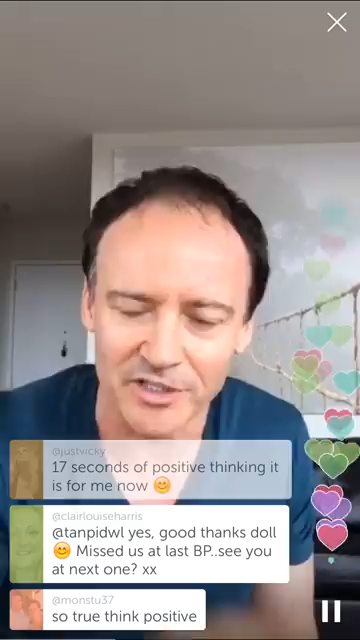 @justvicky
17 seconds of positive thinking it
is for me now 😊
@clairlouiseharris
@tanpidwl yes, good thanks doll
😊 Missed us at last BP..see you
at next one? xx
@monstu37
so true think positive